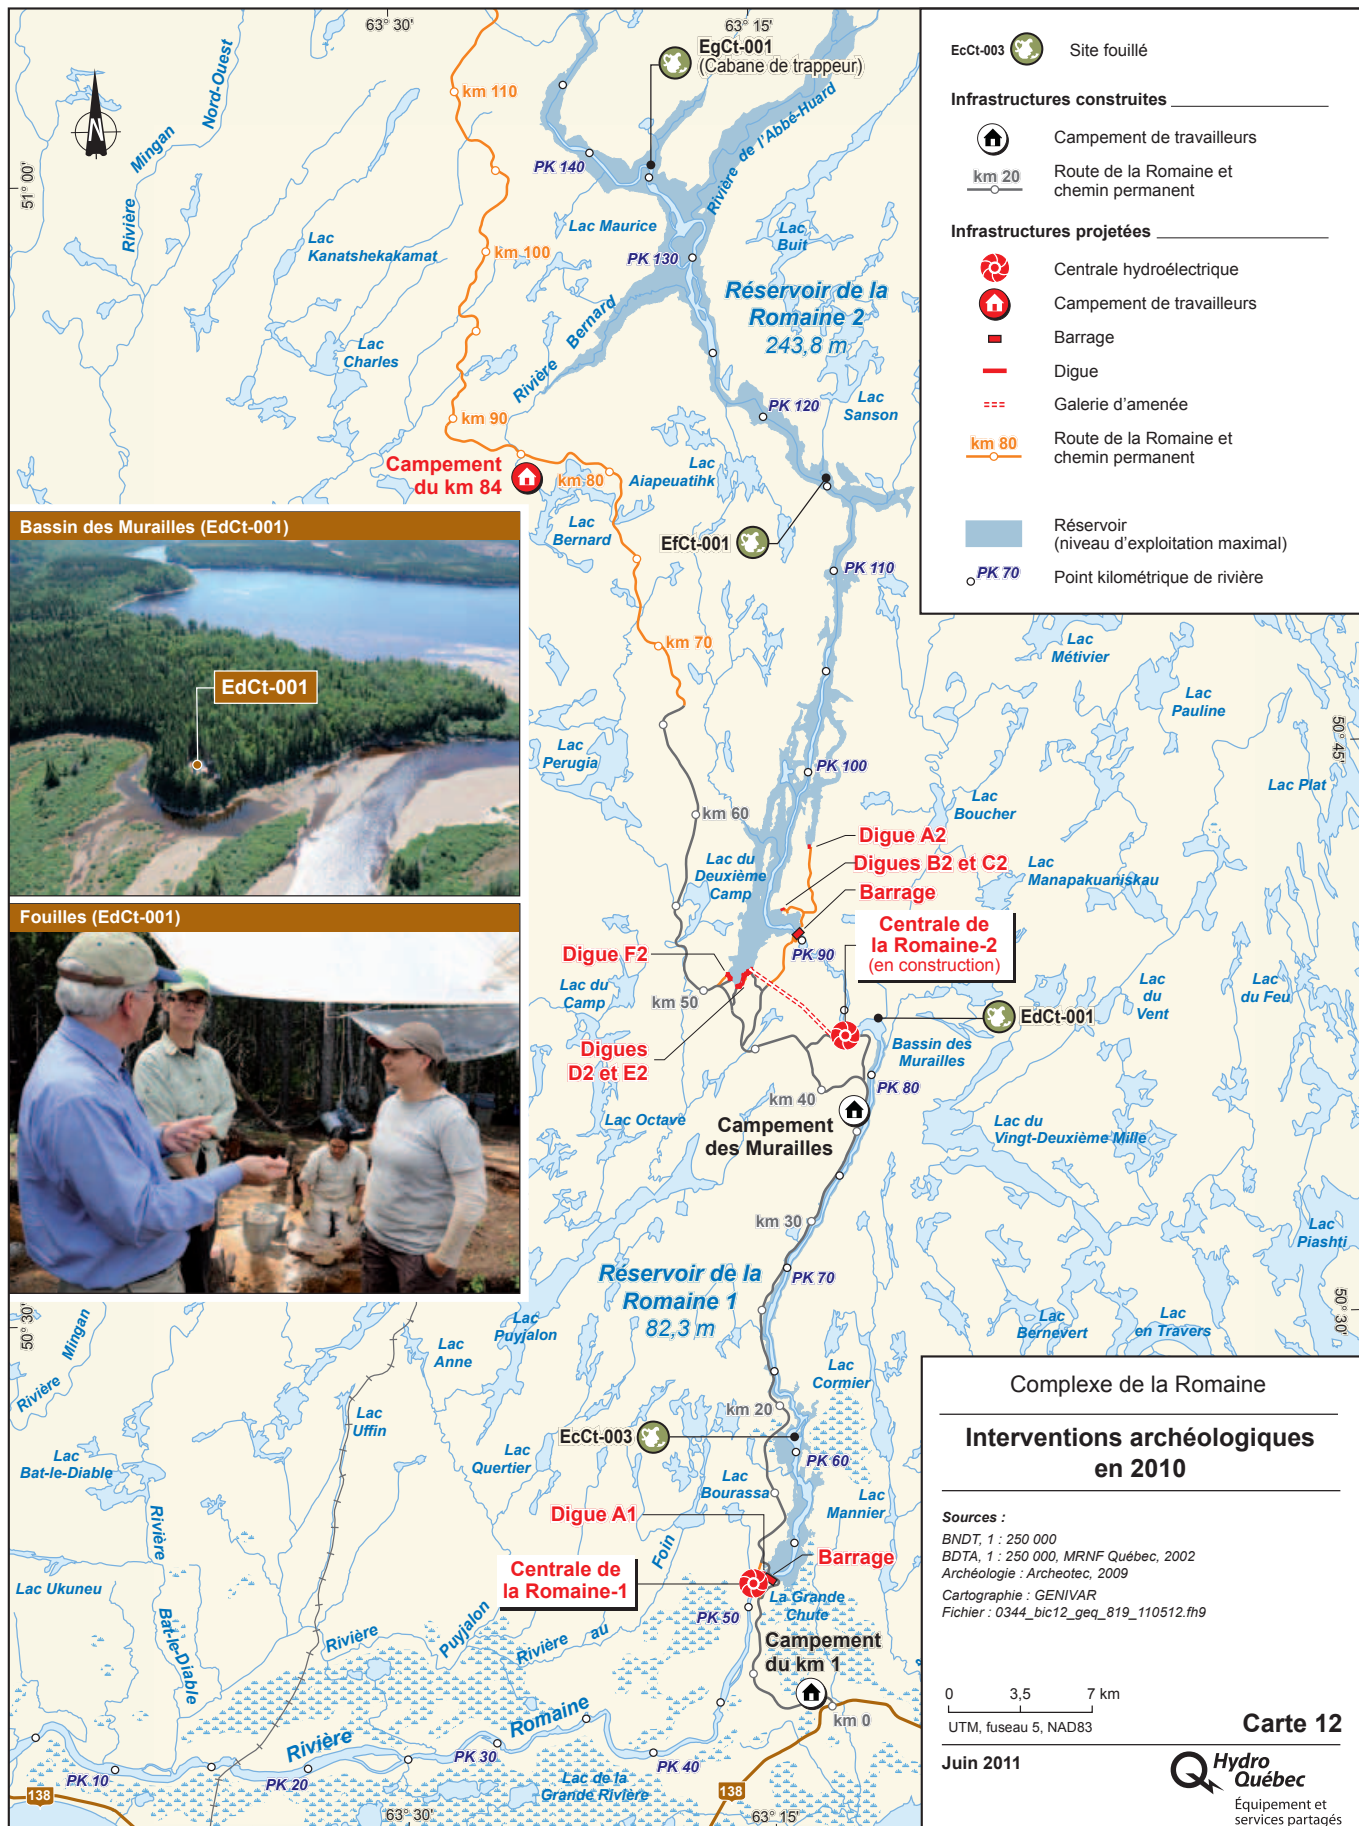 63° 30'
63° 15'
EgCt-001
(Cabane de trappeur)
km 110
Rivière Mingan Nord-Ouest
N
51° 00'
PK 140
Rivière de l'Abbé-Huard
Lac Maurice
Lac
Buit
Lac
Kanatshekakamat
km 100
PK 130
Réservoir de la
Romaine 2
243,8 m
Rivière Bernard
Lac
Charles
km 90
PK 120
Lac
Sanson
Campement
du km 84
km 80
Lac
Aiapeuatihk
Lac
Bernard
EfCt-001
PK 110
km 70
EcCt-003
Site fouillé
Infrastructures construites
Campement de travailleurs
km 20
Route de la Romaine et
chemin permanent
Infrastructures projetées
Centrale hydroélectrique
Campement de travailleurs
Barrage
Digue
Galerie d'amenée
km 80
Route de la Romaine et
chemin permanent
Réservoir
(niveau d'exploitation maximal)
PK 70
Point kilométrique de rivière
Bassin des Murailles (EdCt-001)
EdCt-001
Fouilles (EdCt-001)
Lac
Métivier
Lac
Pauline
50° 45'
Lac
Perugia
PK 100
Lac Plat
km 60
Lac
Boucher
Digue A2
Lac du
Deuxième
Camp
Digues B2 et C2
Lac
Manapakuaniskau
Barrage
Centrale de
la Romaine-2
(en construction)
PK 90
Digue F2
Lac du
Camp
km 50
Lac
du
Vent
Lac
du Feu
EdCt-001
Bassin des
Murailles
Digues
D2 et E2
PK 80
km 40
Lac Octave
Campement
des Murailles
Lac du
Vingt-Deuxième Mille
km 30
Lac
Piashti
PK 70
Réservoir de la
Romaine 1
82,3 m
50° 30'
50° 30'
Rivière Mingan
Lac
Puyjalon
Lac
Anne
Lac
Bernevert
Lac
en Travers
Lac
Cormier
km 20
Lac
Uffin
EcCt-003
Lac
Quertier
PK 60
Lac
Bat-le-Diable
Lac
Bourassa
Lac
Mannier
Digue A1
Rivière Bat-le-Diable
Barrage
Centrale de
la Romaine-1
Lac Ukuneu
La Grande
Chute
PK 50
Rivière Puyjalon
Rivière au Foin
Campement
du km 1
km 0
Rivière Romaine
PK 10
PK 20
PK 30
PK 40
Lac de la
Grande Rivière
138
138
63° 30'
63° 15'
Complexe de la Romaine
Interventions archéologiques
en 2010
Sources :
BNDT, 1 : 250 000
BDTA, 1 : 250 000, MRNF Québec, 2002
Archéologie : Archeotec, 2009
Cartographie : GENIVAR
Fichier : 0344_bic12_geq_819_110512.fh9
0 3,5 7 km
UTM, fuseau 5, NAD83
Carte 12
Juin 2011
Hydro
Québec
Équipement et
services partagés